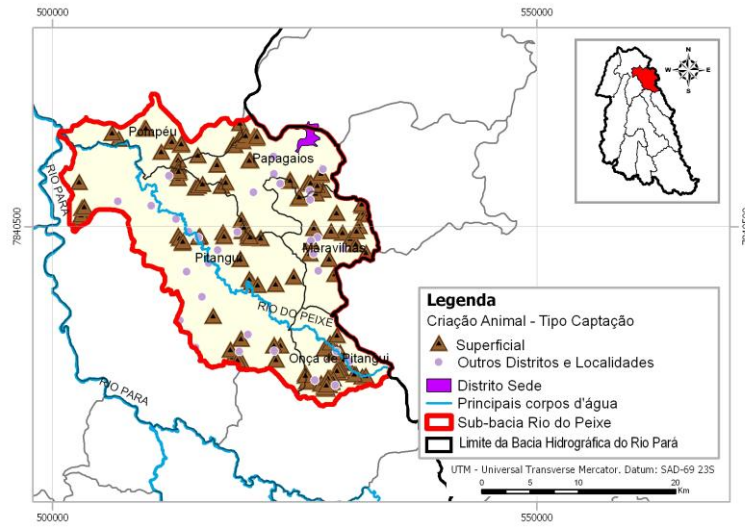 500000
550000
N
W
E
S
Pompéu
Papagaios
RIO PARA
7840500
Maravilhas
Pitangui
RIO DO PEIXE
Onça de Pitangui
RIO PARA
Legenda
Criação Animal - Tipo Captação
Superficial
Outros Distritos e Localidades
Distrito Sede
Principais corpos d'água
Sub-bacia Rio do Peixe
Limite da Bacia Hidrográfica do Rio Pará
UTM - Universal Transverse Mercator. Datum: SAD-69 23S
0 5 10 20
Km
500000
550000